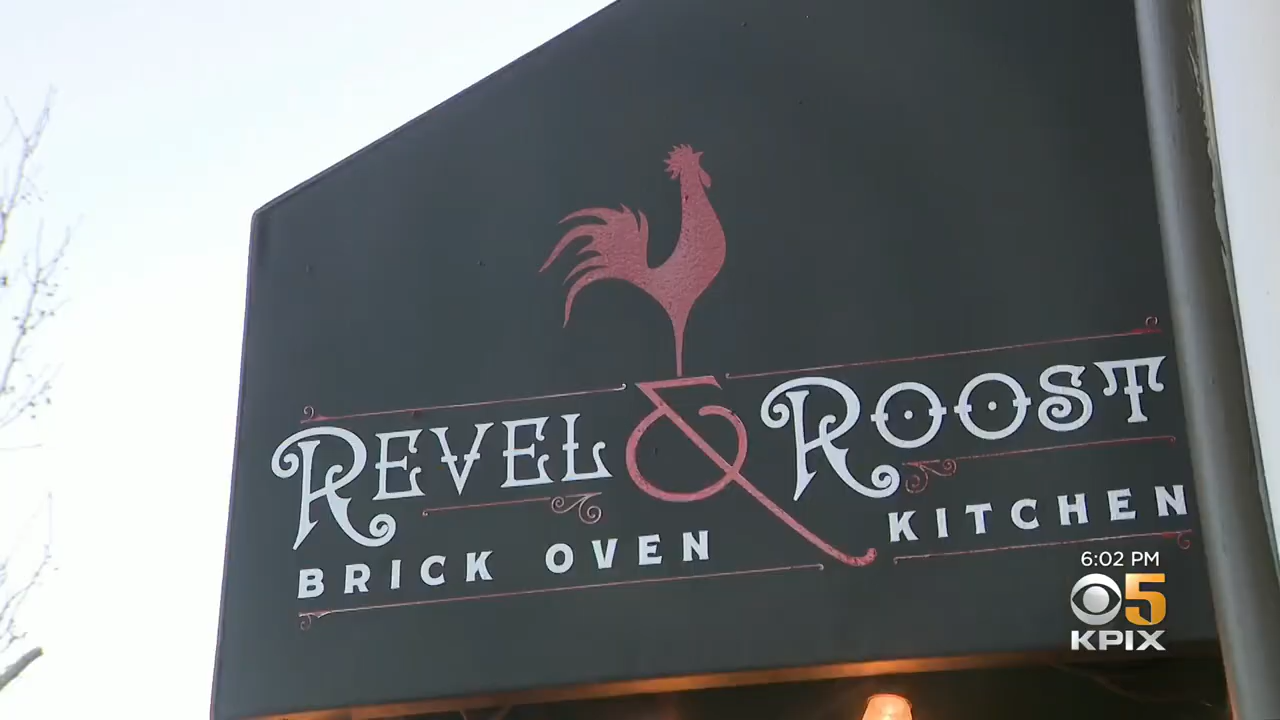 REVEL & ROOST
BRICK OVEN KITCHEN
6:02 PM
5
KPIX